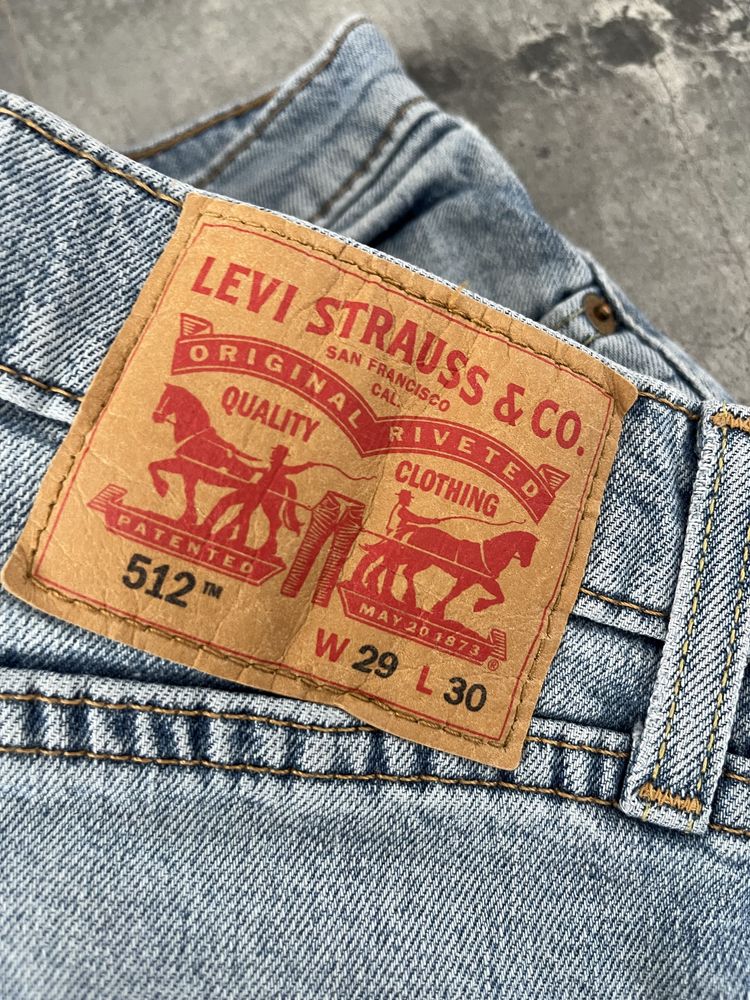 LEVI STRAUSS & CO.
SAN FRANCISCO
CAL.
ORIGINAL RIVETED
QUALITY CLOTHING
PATENTED
MAY 20 1873
®
512™
W 29 L 30